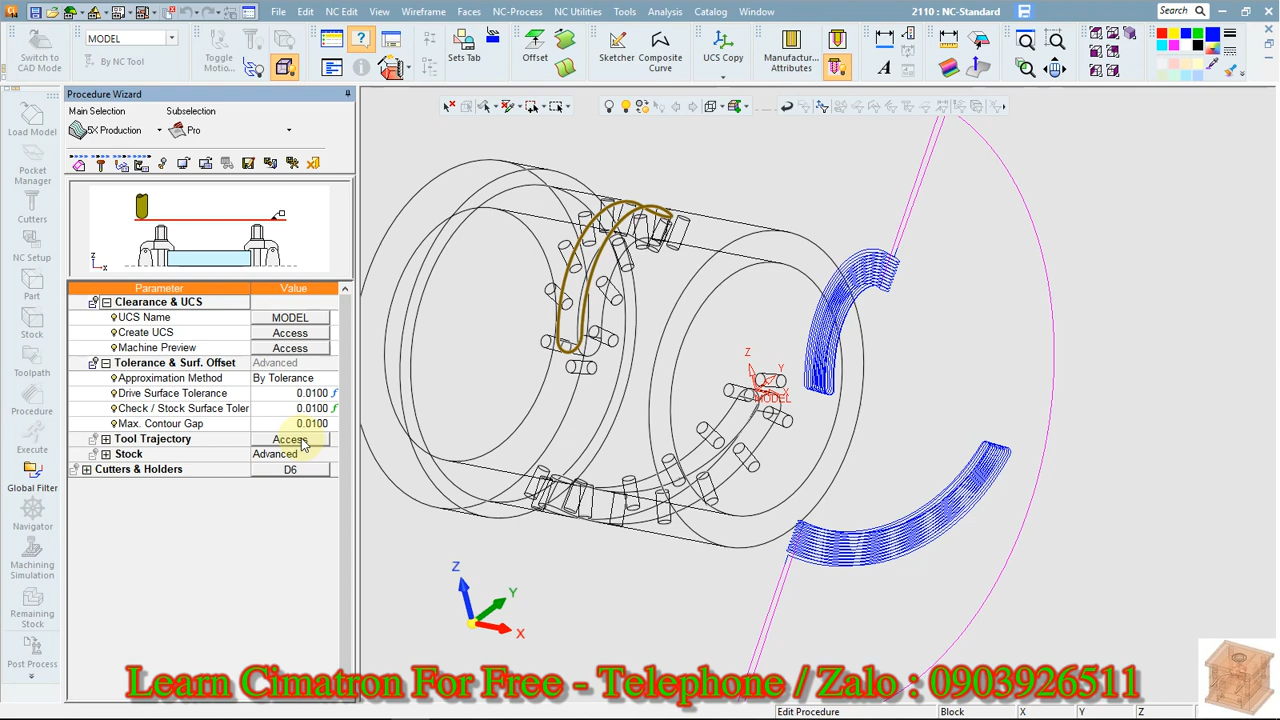 File Edit NC Edit View Wireframe Faces NC-Process NC Utilities Tools Analysis Catalog Window
2110 : NC-Standard
Search
Switch to CAD Mode
MODEL
By NC Tool
Toggle Motio...
Sets Tab
Offset
Sketcher
Composite Curve
UCS Copy
Manufactur... Attributes
Procedure Wizard
Main Selection Subselection
5X Production Pro
Load Model
Pocket Manager
Cutters
NC Setup
Part
Stock
Toolpath
Procedure
Execute
Global Filter
Navigator
Machining Simulation
Remaining Stock
Post Process
Z
X
Parameter Value
Clearance & UCS
UCS Name MODEL
Create UCS Access
Machine Preview Access
Tolerance & Surf. Offset Advanced
Approximation Method By Tolerance
Drive Surface Tolerance 0.0100 f
Check / Stock Surface Toler 0.0100 f
Max. Contour Gap 0.0100
Tool Trajectory Access
Stock Advanced
Cutters & Holders D6
Z
Y
X
MODEL
Z
Y
X
Learn Cimatron For Free - Telephone / Zalo : 0903926511
Edit Procedure Block X Y Z